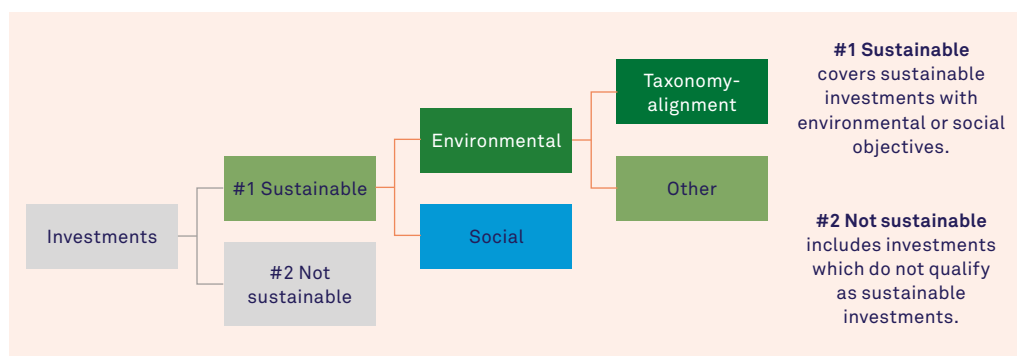 Investments
#1 Sustainable
#2 Not
sustainable
Environmental
Social
Taxonomy-
alignment
Other
#1 Sustainable
covers sustainable
investments with
environmental or social
objectives.
#2 Not sustainable
includes investments
which do not qualify
as sustainable
investments.